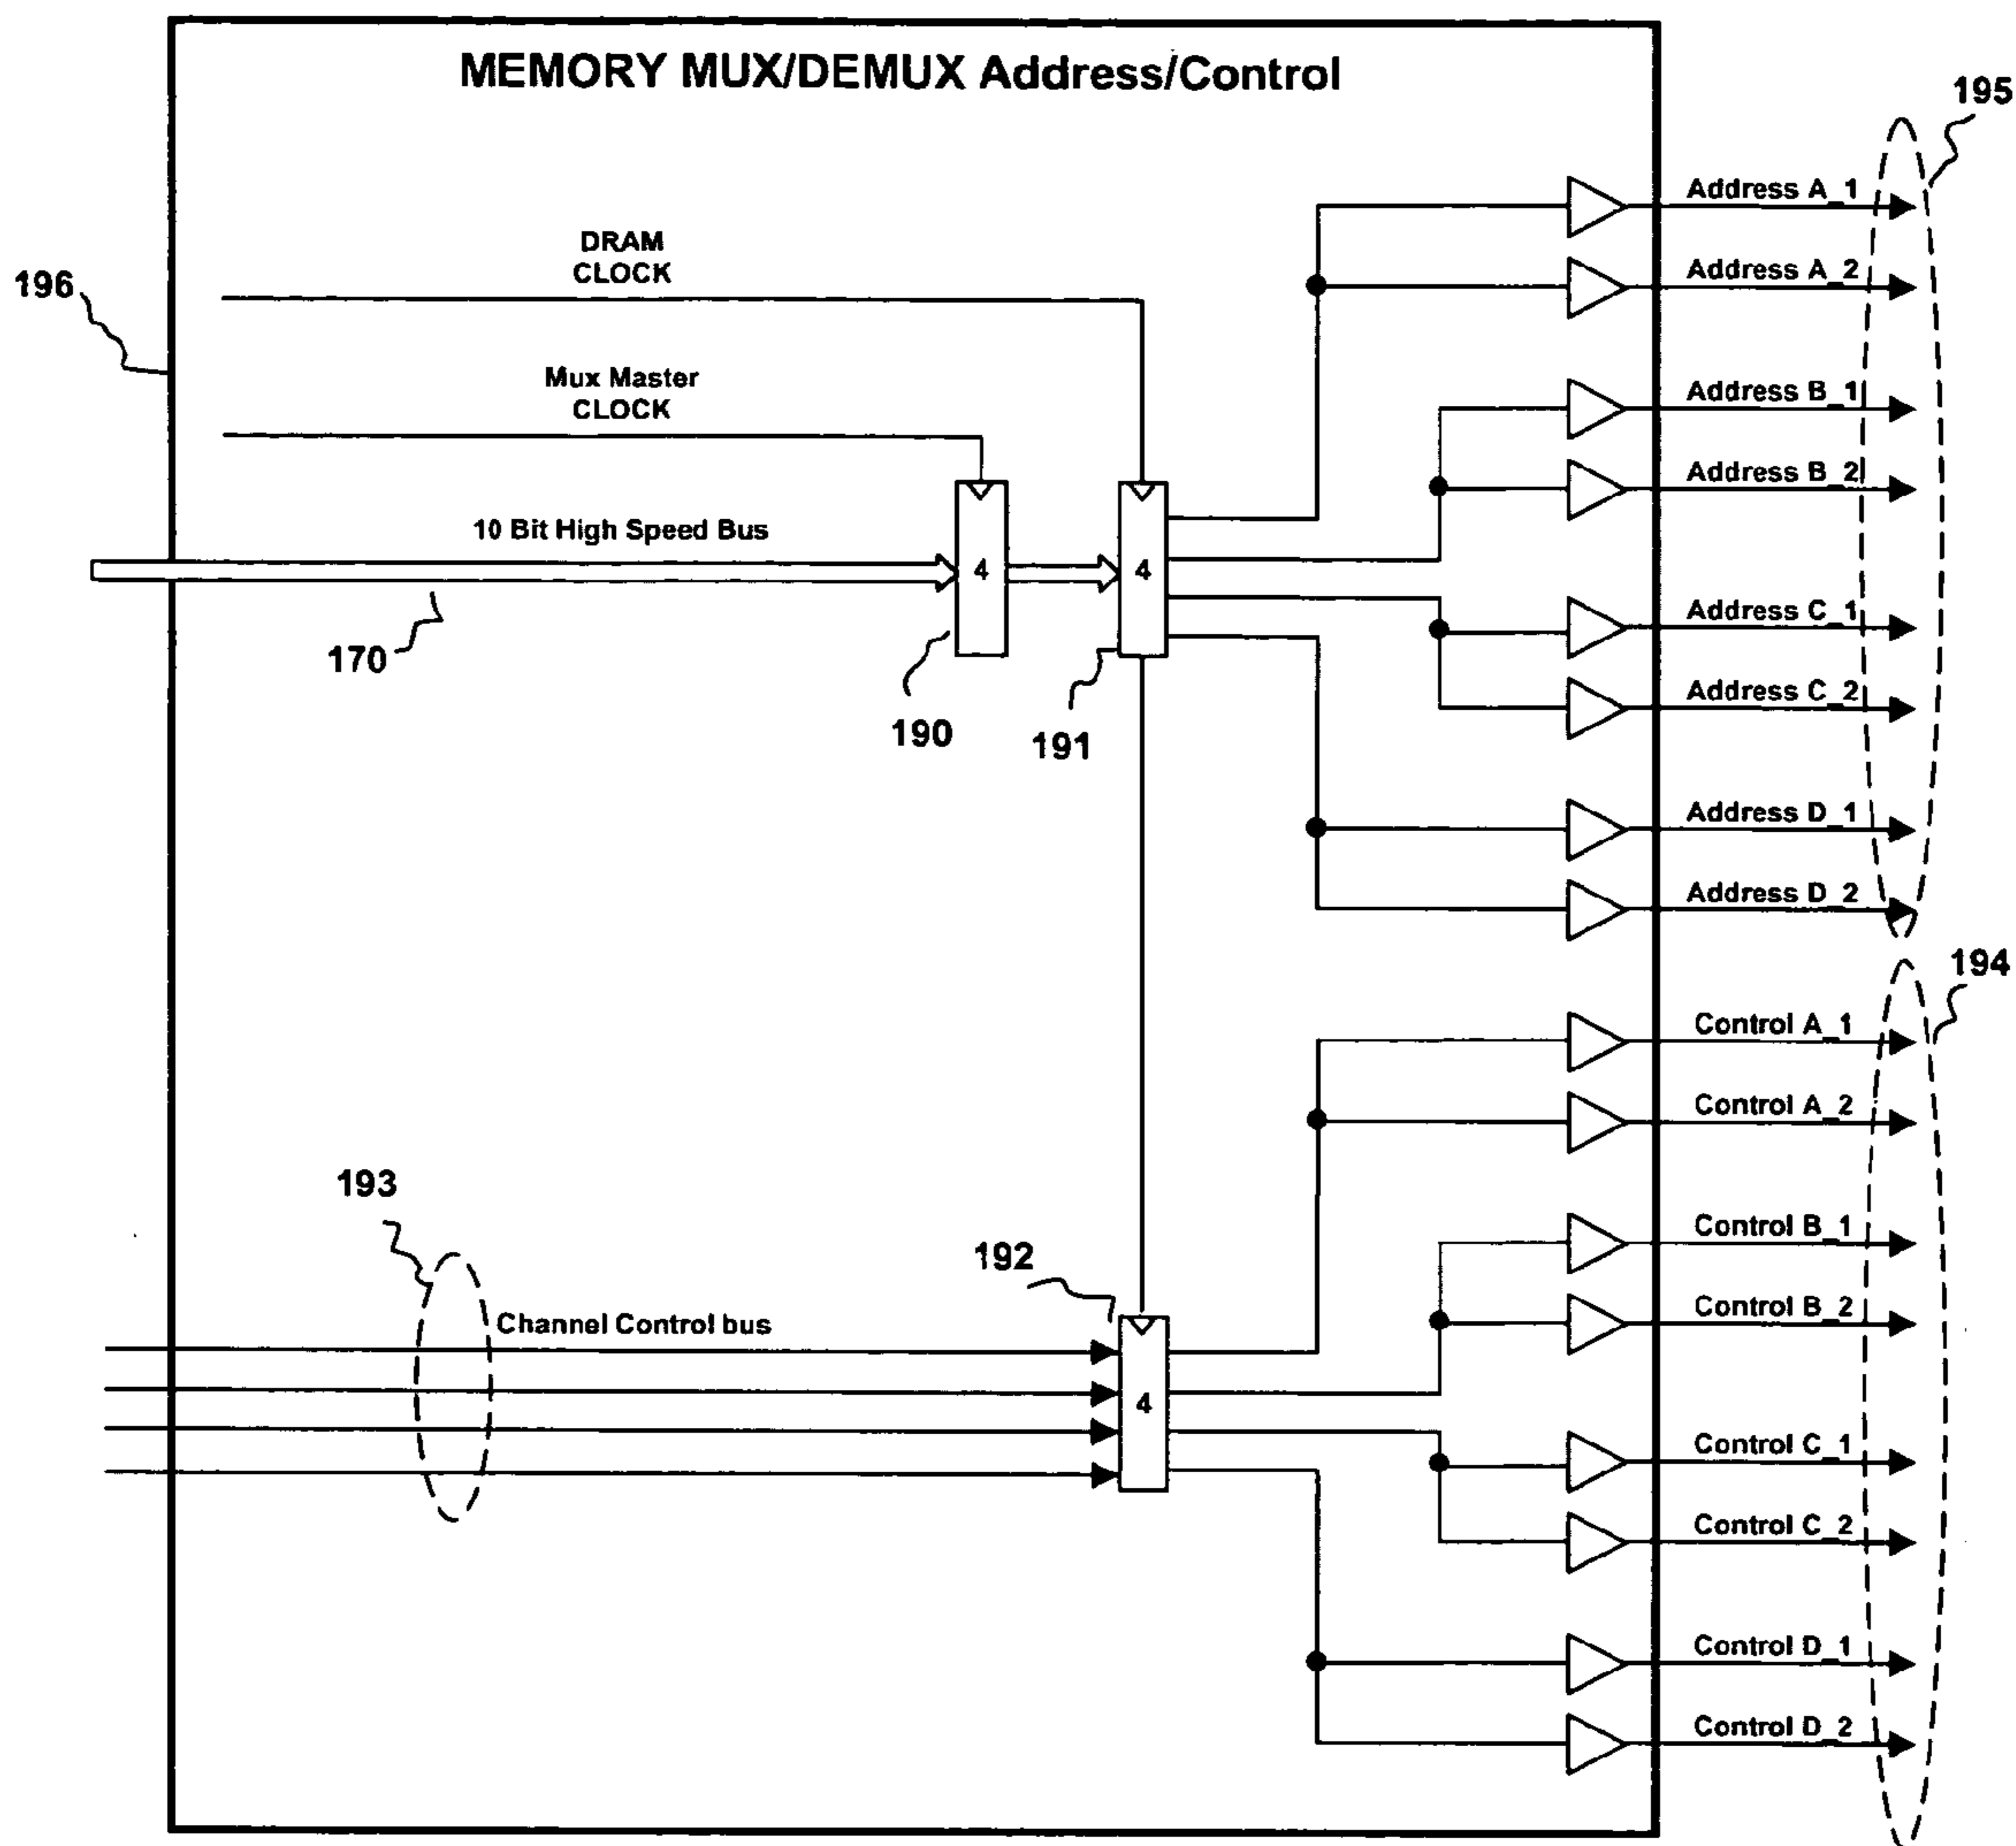 MEMORY MUX/DEMUX Address/Control
195
Address A_1
DRAM
CLOCK
Address A_2
196
Mux Master
CLOCK
Address B_1
Address B_2
10 Bit High Speed Bus
4
4
Address C_1
170
190
191
Address C_2
Address D_1
Address D_2
194
Control A_1
Control A_2
193
Control B_1
192
Channel Control bus
Control B_2
4
Control C_1
Control C_2
Control D_1
Control D_2